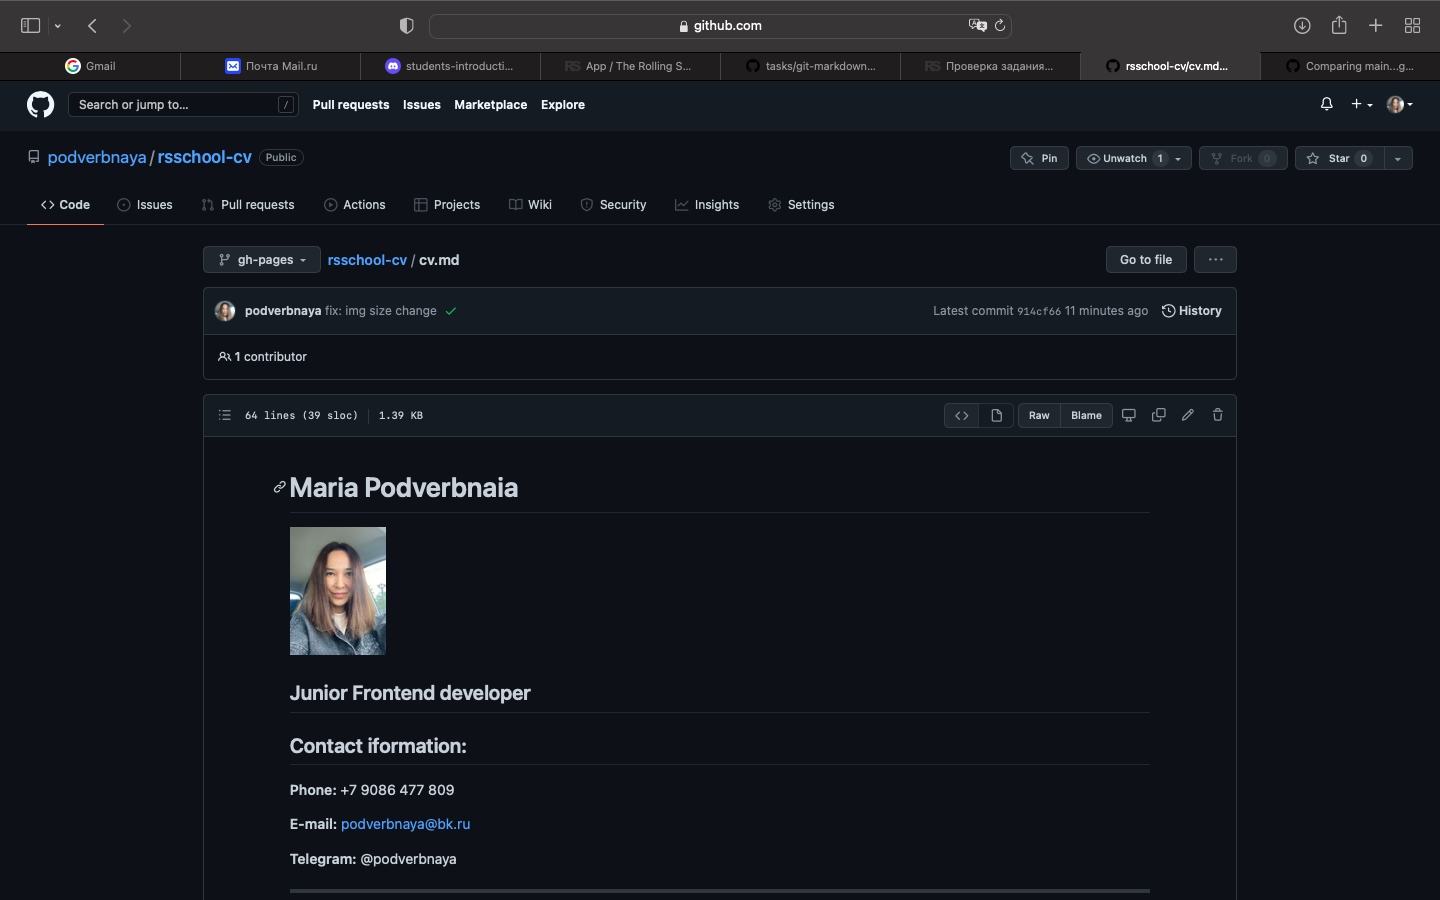 github.com
Gmail
Почта Mail.ru
students-introducti...
RS App / The Rolling S...
tasks/git-markdown...
RS Проверка задания...
rsschool-cv/cv.md...
Comparing main...g...
Search or jump to... /
Pull requests Issues Marketplace Explore
podverbnaya / rsschool-cv Public
Pin Unwatch 1 Fork 0 Star 0
Code Issues Pull requests Actions Projects Wiki Security Insights Settings
gh-pages rsschool-cv / cv.md Go to file ...
podverbnaya fix: img size change Latest commit 914cf66 11 minutes ago History
1 contributor
64 lines (39 sloc) 1.39 KB Raw Blame
Maria Podverbnaia
Junior Frontend developer
Contact iformation:
Phone: +7 9086 477 809
E-mail: podverbnaya@bk.ru
Telegram: @podverbnaya